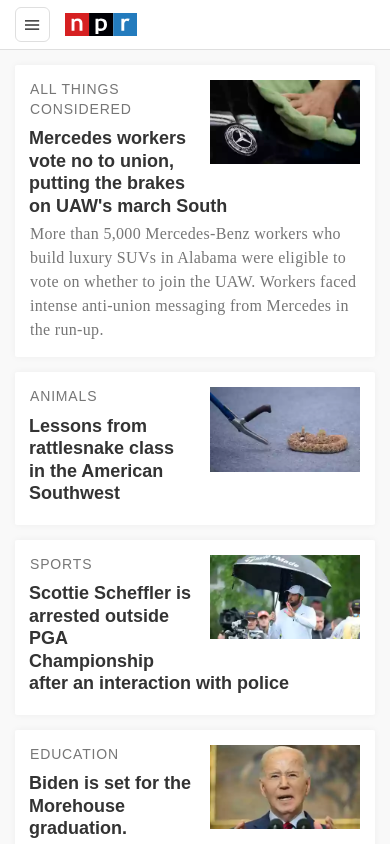 npr
ALL THINGS
CONSIDERED
Mercedes workers
vote no to union,
putting the brakes
on UAW's march South
More than 5,000 Mercedes-Benz workers who
build luxury SUVs in Alabama were eligible to
vote on whether to join the UAW. Workers faced
intense anti-union messaging from Mercedes in
the run-up.
ANIMALS
Lessons from
rattlesnake class
in the American
Southwest
SPORTS
Scottie Scheffler is
arrested outside
PGA
Championship
after an interaction with police
EDUCATION
Biden is set for the
Morehouse
graduation.